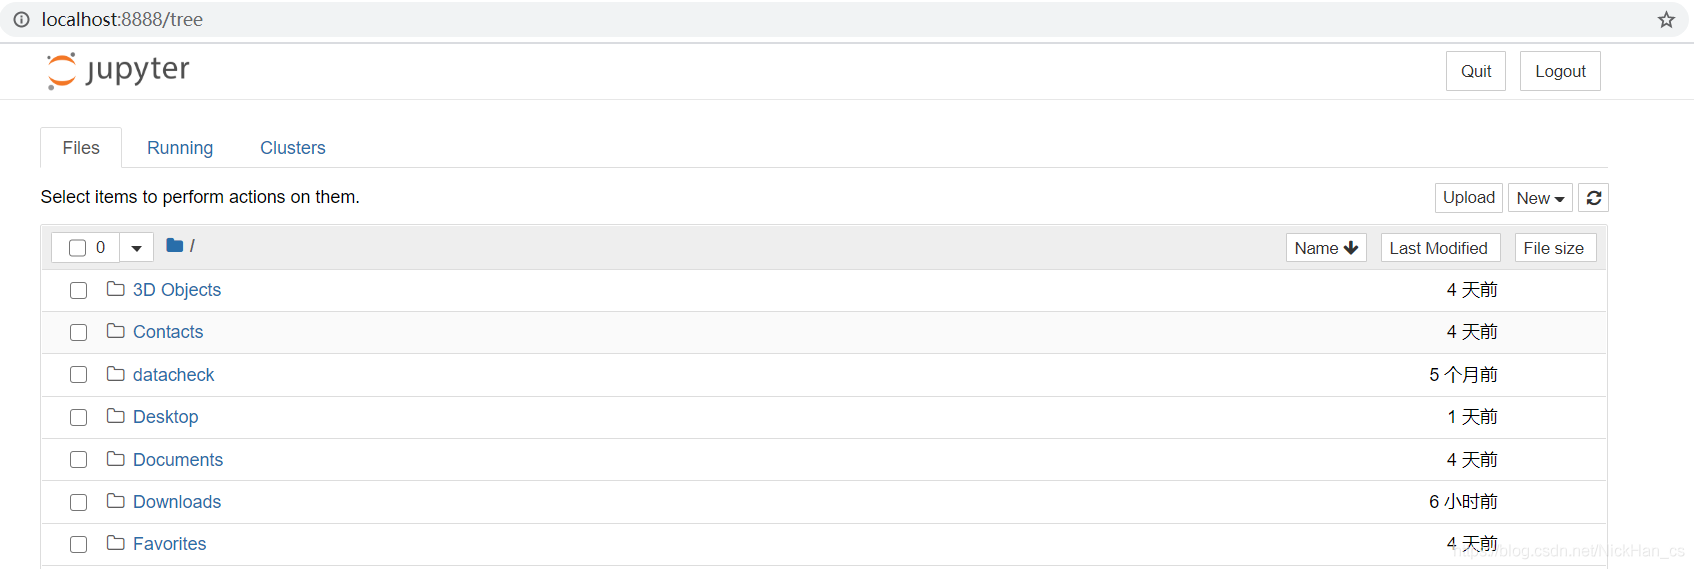 localhost:8888/tree
jupyter
Quit Logout
Files Running Clusters
Select items to perform actions on them.
Upload New
0 / Name Last Modified File size
3D Objects 4 天前
Contacts 4 天前
datacheck 5 个月前
Desktop 1 天前
Documents 4 天前
Downloads 6 小时前
Favorites 4 天前
https://blog.csdn.net/NickHan_cs